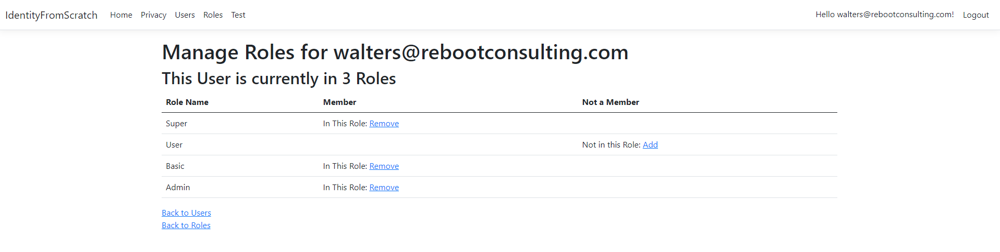 IdentityFromScratch Home Privacy Users Roles Test Hello walters@rebootconsulting.com! Logout
Manage Roles for walters@rebootconsulting.com
This User is currently in 3 Roles
Role Name Member Not a Member
Super In This Role: Remove
User Not in this Role: Add
Basic In This Role: Remove
Admin In This Role: Remove
Back to Users
Back to Roles